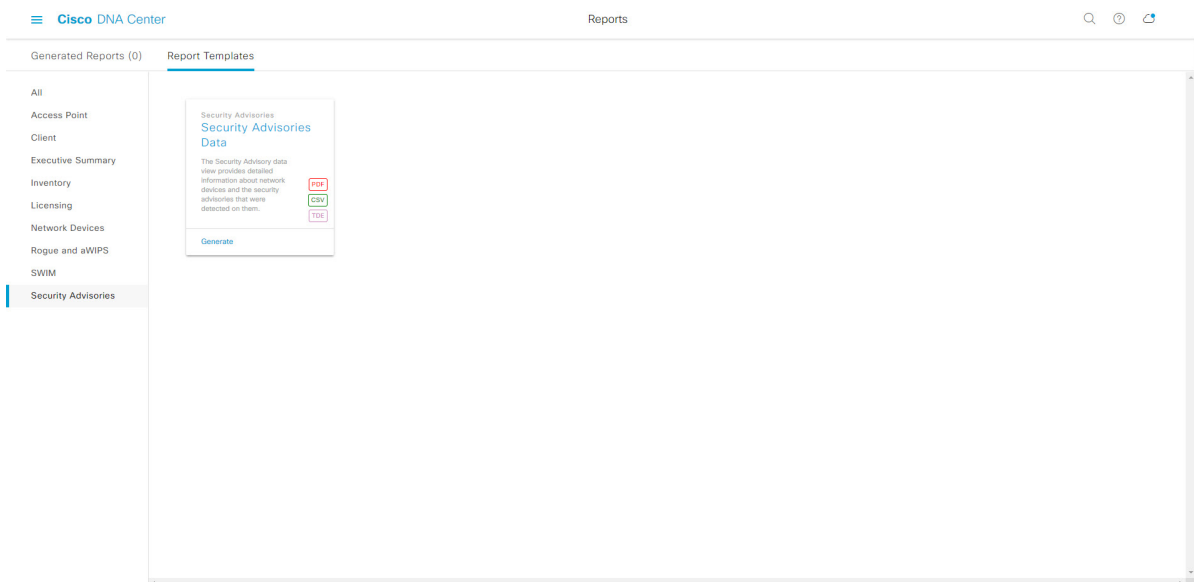 Cisco DNA Center
Reports
Generated Reports (0)
Report Templates
All
Access Point
Client
Executive Summary
Inventory
Licensing
Network Devices
Rogue and aWIPS
SWIM
Security Advisories
Security Advisories
Security Advisories
Data
The Security Advisory data
view provides detailed
information about network
devices and the security
advisories that were
detected on them.
PDF
CSV
TDE
Generate